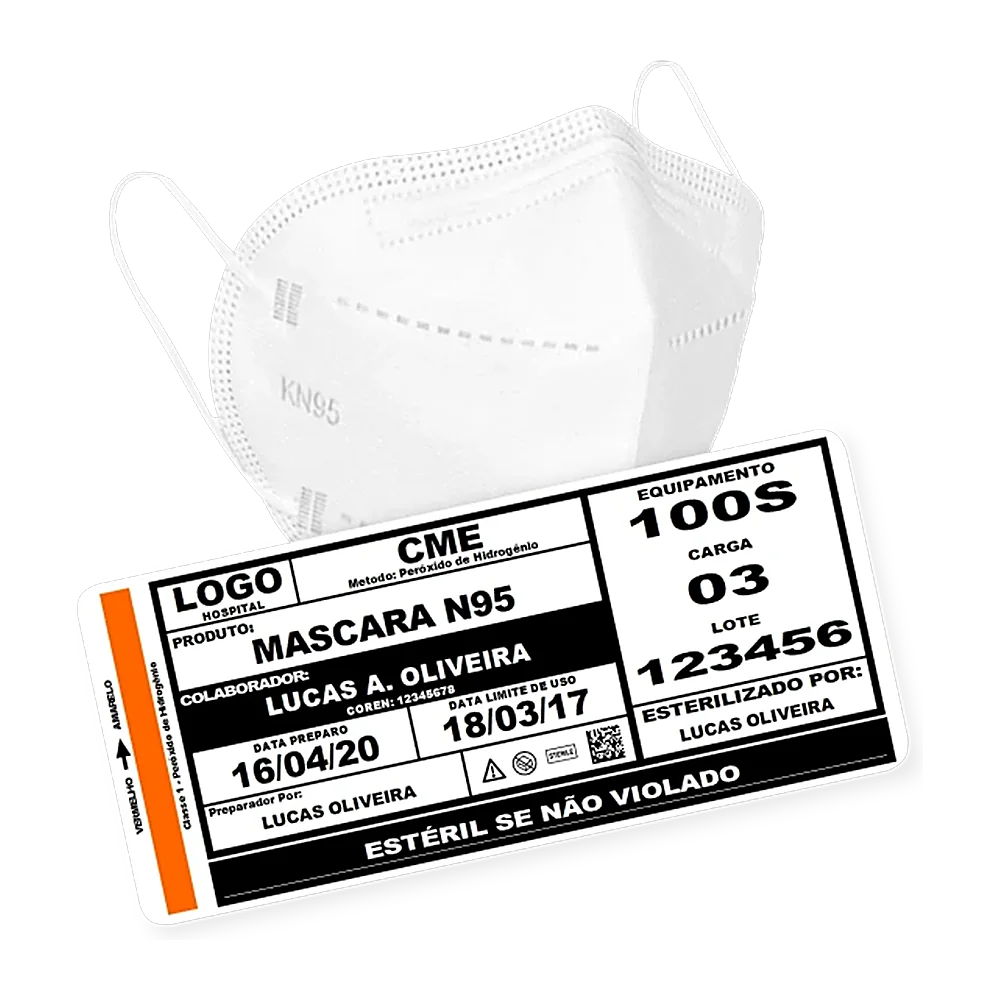 KN95
AMARELO
VERMELHO
Classe 1 - Peróxido de Hidrogênio
LOGO
HOSPITAL
CME
Metodo: Peróxido de Hidrogênio
PRODUTO:
MASCARA N95
COLABORADOR:
LUCAS A. OLIVEIRA
COREN: 12345678
DATA PREPARO
16/04/20
DATA LIMITE DE USO
18/03/17
Preparador Por:
LUCAS OLIVEIRA
STERILE
EQUIPAMENTO
100S
CARGA
03
LOTE
123456
ESTERILIZADO POR:
LUCAS OLIVEIRA
ESTÉRIL SE NÃO VIOLADO